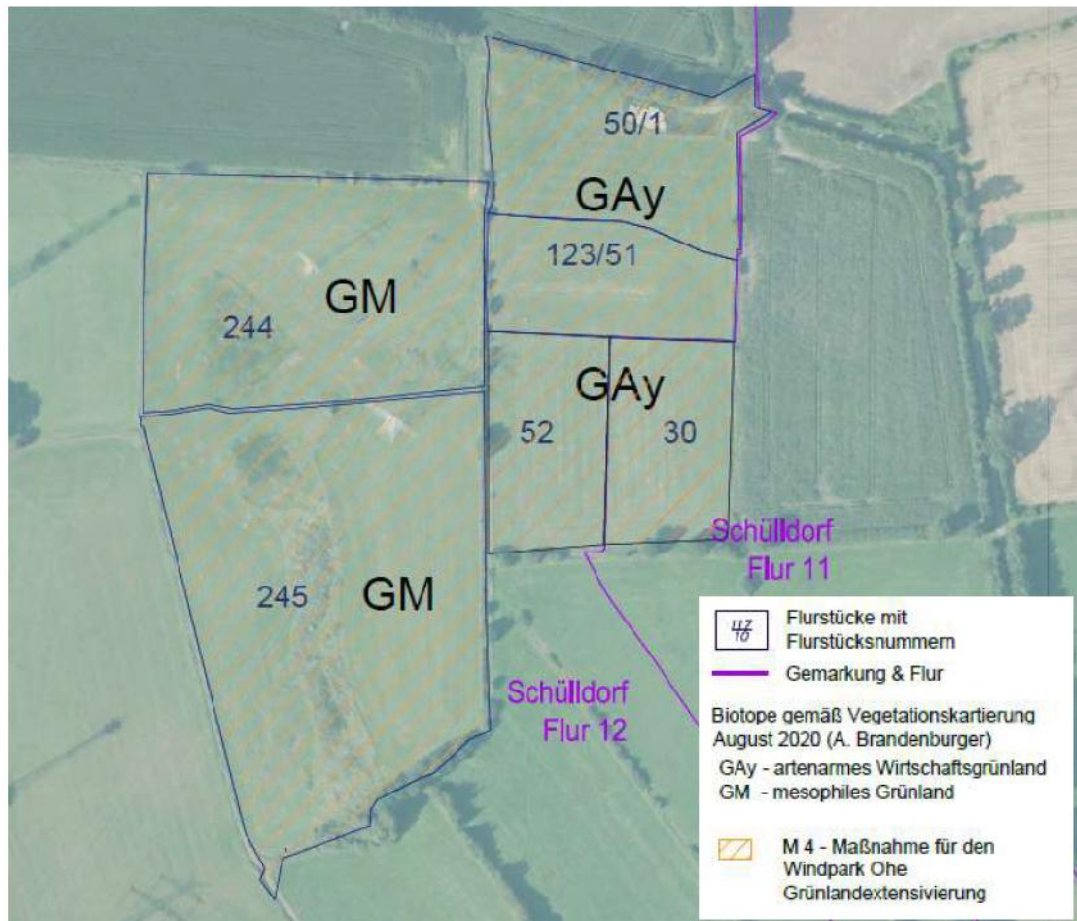 50/1
GAy
123/51
GM
244
GAy
52
30
Schülldorf
Flur 11
245
GM
Schülldorf
Flur 12
Flurstücke mit
Flurstücksnummern
Gemarkung & Flur
Biotope gemäß Vegetationskartierung
August 2020 (A. Brandenburger)
GAy - artenarmes Wirtschaftsgrünland
GM - mesophiles Grünland
M 4 - Maßnahme für den
Windpark Ohe
Grünlandextensivierung